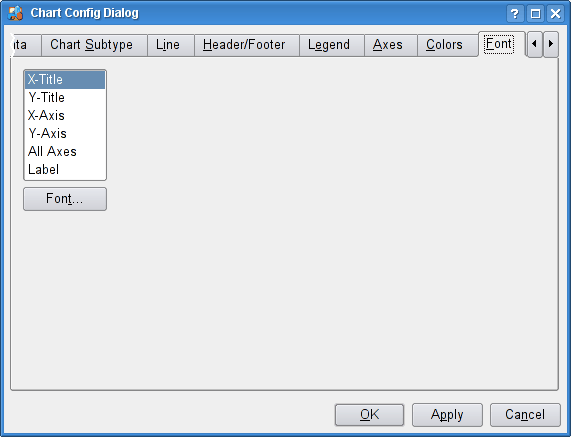 Chart Config Dialog
Chart Subtype Line Header/Footer Legend Axes Colors Font
X-Title
Y-Title
X-Axis
Y-Axis
All Axes
Label
Font...
OK Apply Cancel